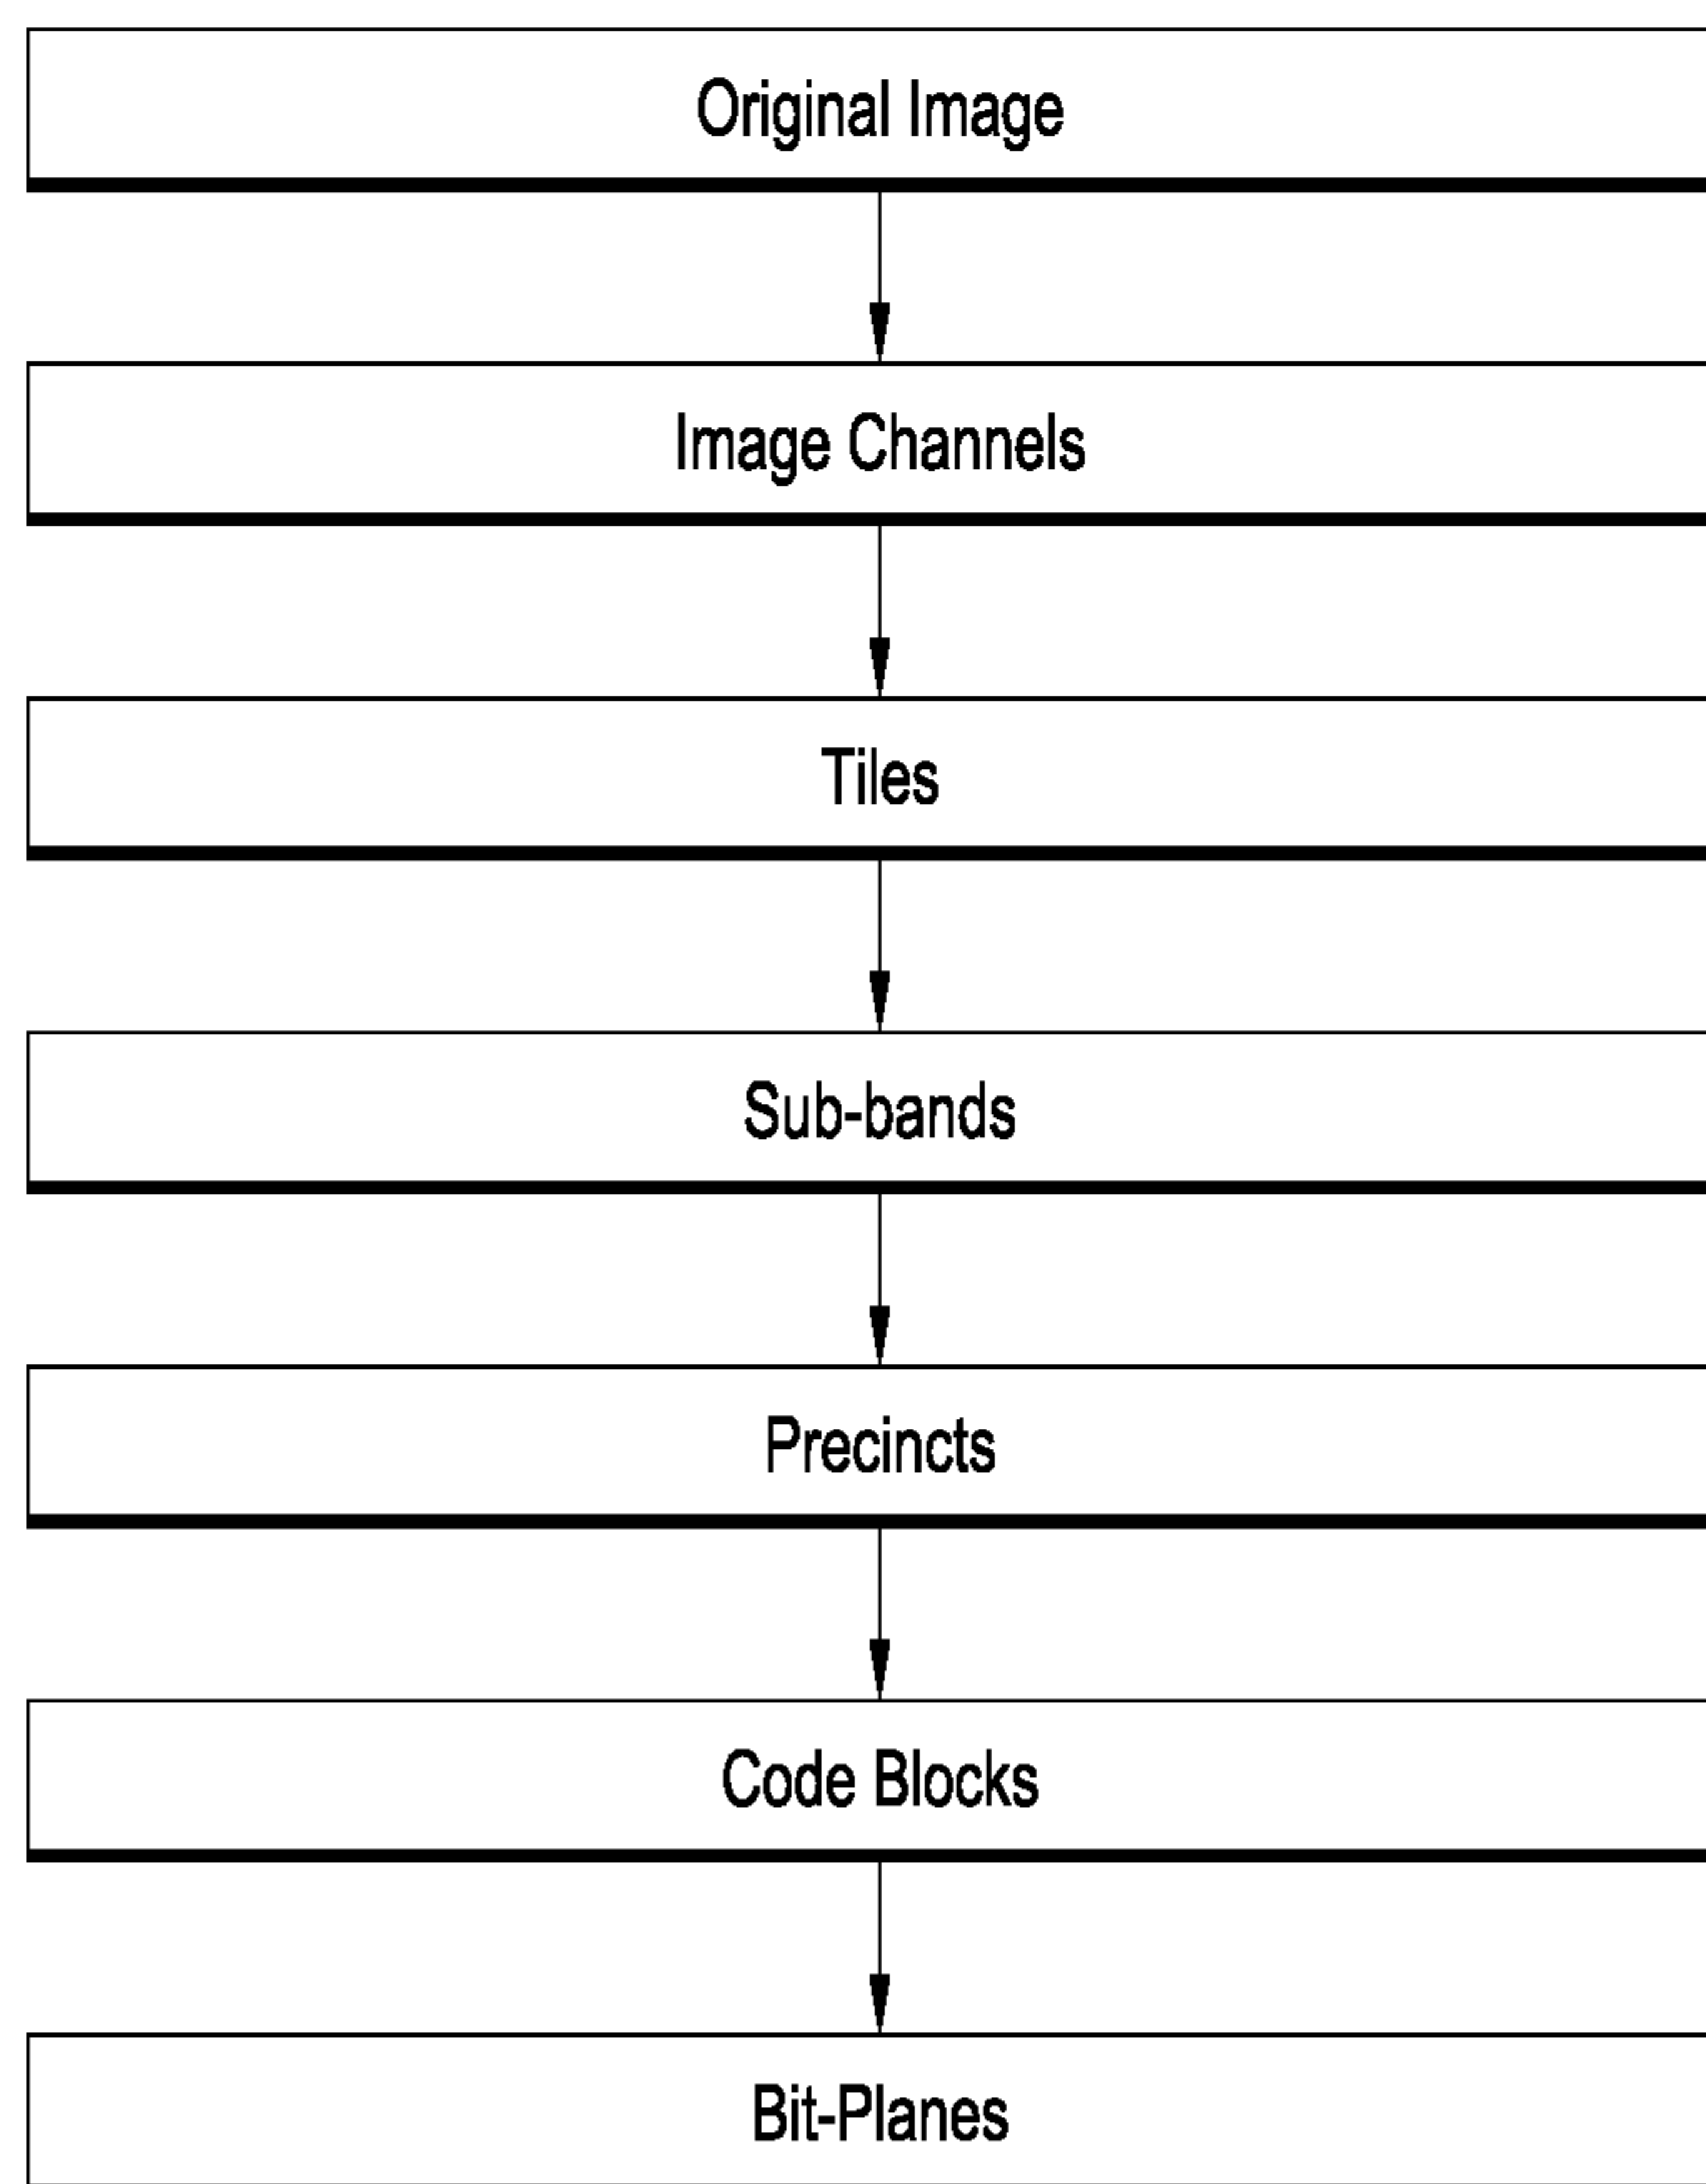 Original Image
Image Channels
Tiles
Sub-bands
Precincts
Code Blocks
Bit-Planes